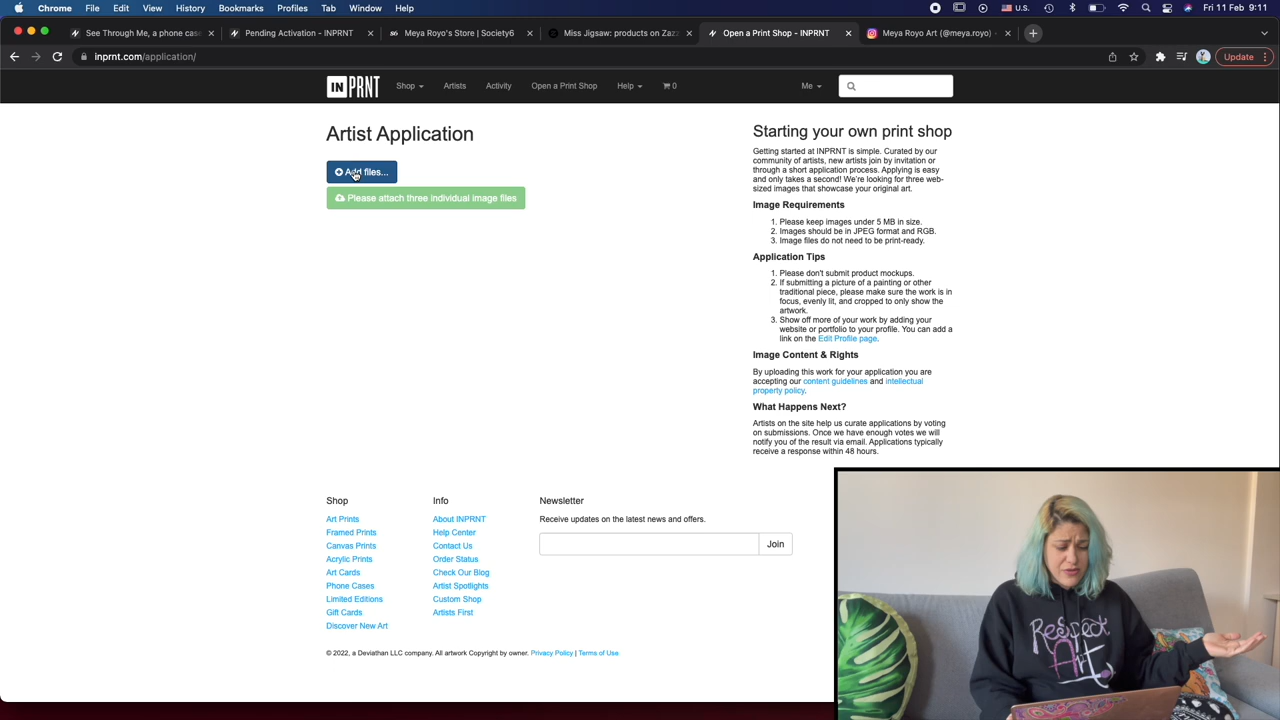 Chrome File Edit View History Bookmarks Profiles Tab Window Help
See Through Me, a phone case
Pending Activation - INPRNT
Meya Royo's Store | Society6
Miss Jigsaw: products on Zazz
Open a Print Shop - INPRNT
Meya Royo Art (@meya.royo)
inprnt.com/application/
Update
INPRNT
Shop
Artists
Activity
Open a Print Shop
Help
0
Me
Artist Application
Add files...
Please attach three individual image files
Starting your own print shop
Getting started at INPRNT is simple. Curated by our
community of artists, new artists join by invitation or
through a short application process. Applying is easy
and only takes a second! We're looking for three web-
sized images that showcase your original art.
Image Requirements
1. Please keep images under 5 MB in size.
2. Images should be in JPEG format and RGB.
3. Image files do not need to be print-ready.
Application Tips
1. Please don't submit product mockups.
2. If submitting a picture of a painting or other
traditional piece, please make sure the work is in
focus, evenly lit, and cropped to only show the
artwork.
3. Show off more of your work by adding your
website or portfolio to your profile. You can add a
link on the Edit Profile page.
Image Content & Rights
By uploading this work for your application you are
accepting our content guidelines and intellectual
property policy.
What Happens Next?
Artists on the site help us curate applications by voting
on submissions. Once we have enough votes we will
notify you of the result via email. Applications typically
receive a response within 48 hours.
Shop
Art Prints
Framed Prints
Canvas Prints
Acrylic Prints
Art Cards
Phone Cases
Limited Editions
Gift Cards
Discover New Art
Info
About INPRNT
Help Center
Contact Us
Order Status
Check Our Blog
Artist Spotlights
Custom Shop
Artists First
Newsletter
Receive updates on the latest news and offers.
Join
© 2022, a Deviathan LLC company. All artwork Copyright by owner. Privacy Policy | Terms of Use